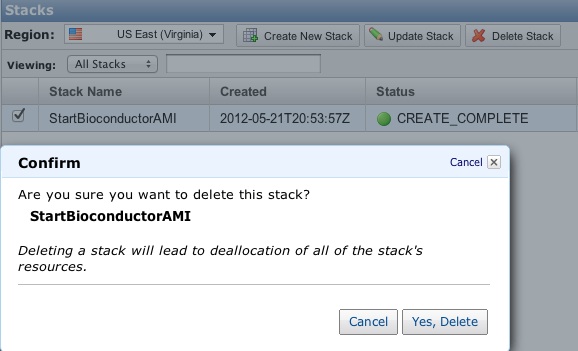 Stacks
Region: US East (Virginia) Create New Stack Update Stack Delete Stack
Viewing: All Stacks
Stack Name Created Status
StartBioconductorAMI 2012-05-21T20:53:57Z CREATE_COMPLETE
Confirm Cancel
Are you sure you want to delete this stack?
StartBioconductorAMI
Deleting a stack will lead to deallocation of all of the stack's
resources.
Cancel Yes, Delete